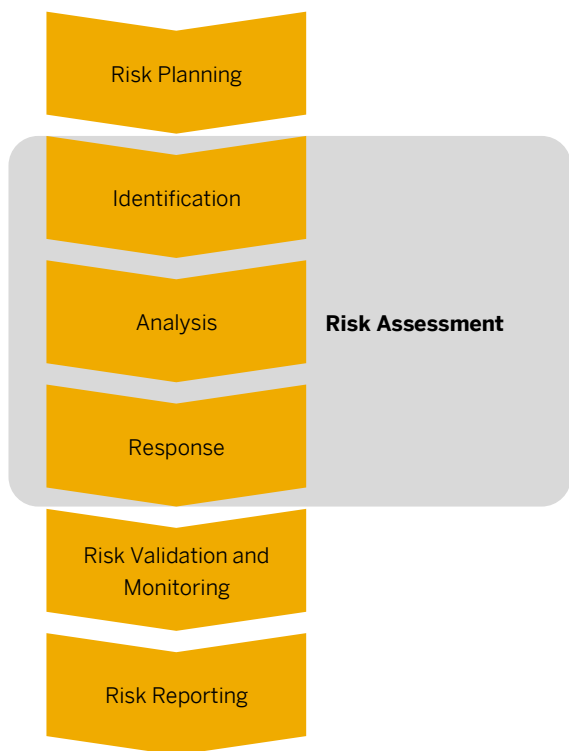 Risk Planning
Identification
Analysis
Risk Assessment
Response
Risk Validation and
Monitoring
Risk Reporting